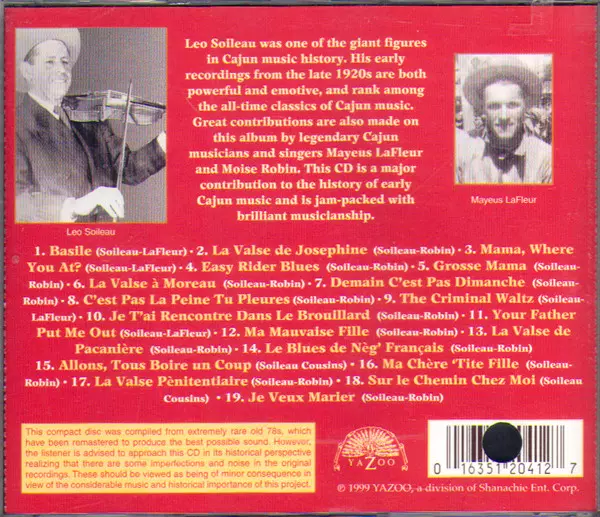 Leo Soileau was one of the giant figures
in Cajun music history. His early
recordings from the late 1920s are both
powerful and emotive, and rank among
the all-time classics of Cajun music.
Great contributions are also made on
this album by legendary Cajun
musicians and singers Mayeus LaFleur
and Moise Robin. This CD is a major
contribution to the history of early
Cajun music and is jam-packed with
brilliant musicianship.
Leo Soileau
Mayeus LaFleur
1. Basile (Soileau-LaFleur) • 2. La Valse de Josephine (Soileau-Robin) • 3. Mama, Where
You At? (Soileau-LaFleur) • 4. Easy Rider Blues (Soileau-Robin) • 5. Grosse Mama (Soileau-
Robin) • 6. La Valse à Moreau (Soileau-Robin) • 7. Demain C'est Pas Dimanche (Soileau-
Robin) • 8. C'est Pas La Peine Tu Pleures (Soileau-Robin) • 9. The Criminal Waltz (Soileau-
LaFleur) • 10. Je T'ai Rencontre Dans Le Brouillard (Soileau-Robin) • 11. Your Father
Put Me Out (Soileau-LaFleur) • 12. Ma Mauvaise Fille (Soileau-Robin) • 13. La Valse de
Pacanière (Soileau-Robin) • 14. Le Blues de Nèg' Français (Soileau-Robin)
15. Allons, Tous Boire un Coup (Soileau Cousins) • 16. Ma Chère 'Tite Fille (Soileau-
Robin) • 17. La Valse Pènitentiaire (Soileau-Robin) • 18. Sur le Chemin Chez Moi (Soileau
Cousins) • 19. Je Veux Marier (Soileau-Robin)
This compact disc was compiled from extremely rare old 78s, which
have been remastered to produce the best possible sound. However,
the listener is advised to approach this CD in its historical perspective
realizing that there are some imperfections and noise in the original
recordings. These should be viewed as being of minor consequence in
view of the considerable music and historical importance of this project.
YAZOO
0 16351 20412 7
℗ 1999 YAZOO, a division of Shanachie Ent. Corp.